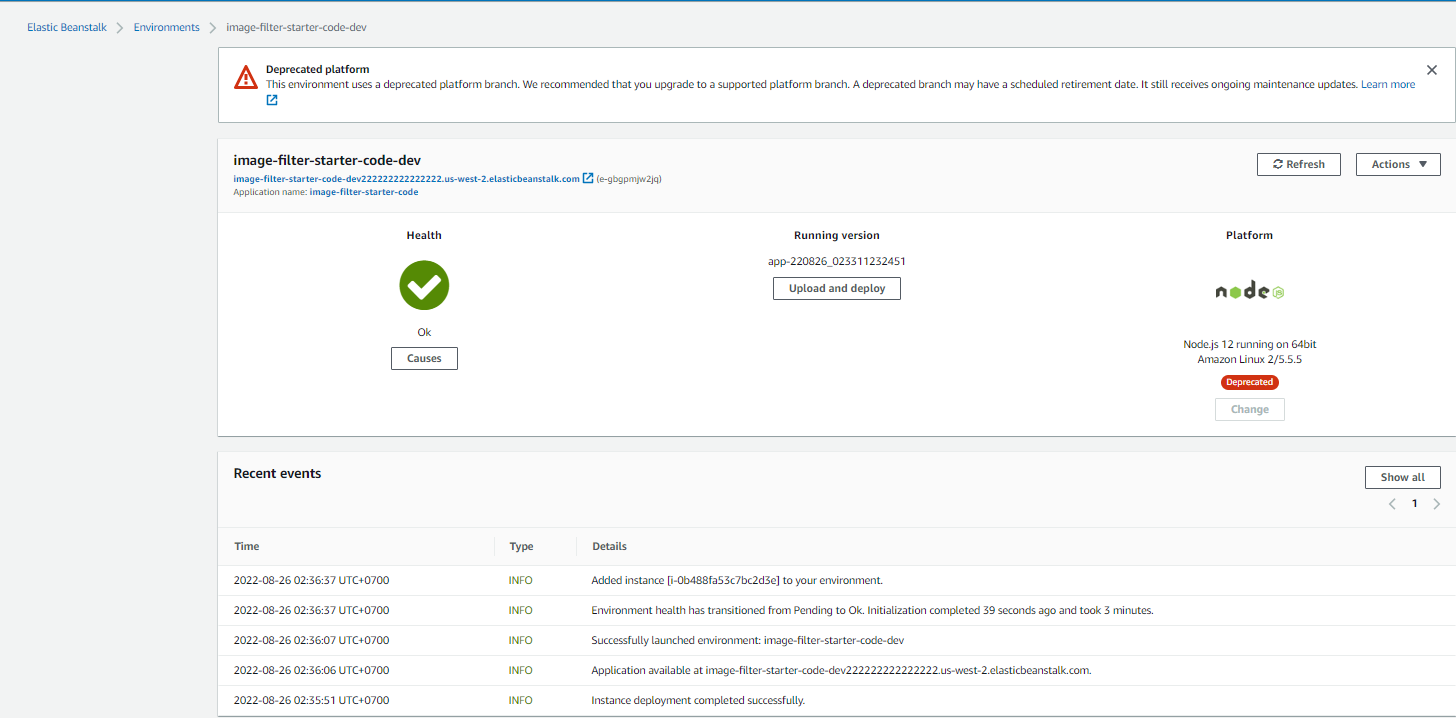 Elastic Beanstalk > Environments > image-filter-starter-code-dev
Deprecated platform
This environment uses a deprecated platform branch. We recommended that you upgrade to a supported platform branch. A deprecated branch may have a scheduled retirement date. It still receives ongoing maintenance updates. Learn more
image-filter-starter-code-dev
Refresh
Actions
image-filter-starter-code-dev222222222222222.us-west-2.elasticbeanstalk.com (e-gbgpmjw2jq)
Application name: image-filter-starter-code
Health
Ok
Causes
Running version
app-220826_023311232451
Upload and deploy
Platform
node
JS
Node.js 12 running on 64bit
Amazon Linux 2/5.5.5
Deprecated
Change
Recent events
Show all
1
Time Type Details
2022-08-26 02:36:37 UTC+0700 INFO Added instance [i-0b488fa53c7bc2d3e] to your environment.
2022-08-26 02:36:37 UTC+0700 INFO Environment health has transitioned from Pending to Ok. Initialization completed 39 seconds ago and took 3 minutes.
2022-08-26 02:36:07 UTC+0700 INFO Successfully launched environment: image-filter-starter-code-dev
2022-08-26 02:36:06 UTC+0700 INFO Application available at image-filter-starter-code-dev222222222222222.us-west-2.elasticbeanstalk.com.
2022-08-26 02:35:51 UTC+0700 INFO Instance deployment completed successfully.